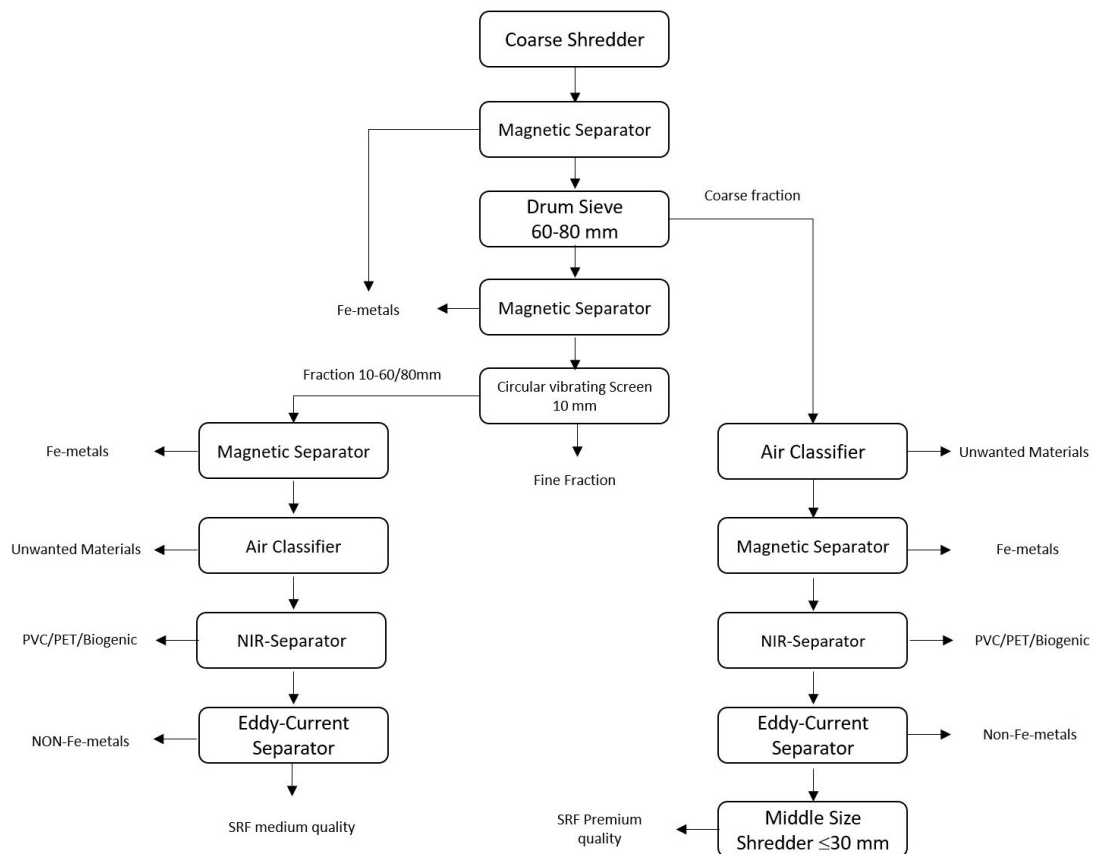 Coarse Shredder
Magnetic Separator
Drum Sieve
60-80 mm
Coarse fraction
Fe-metals
Magnetic Separator
Fraction 10-60/80mm
Circular vibrating Screen
10 mm
Fe-metals
Magnetic Separator
Fine Fraction
Air Classifier
Unwanted Materials
Unwanted Materials
Air Classifier
Magnetic Separator
Fe-metals
PVC/PET/Biogenic
NIR-Separator
NIR-Separator
PVC/PET/Biogenic
NON-Fe-metals
Eddy-Current
Separator
Eddy-Current
Separator
Non-Fe-metals
SRF medium quality
SRF Premium
quality
Middle Size
Shredder ≤30 mm